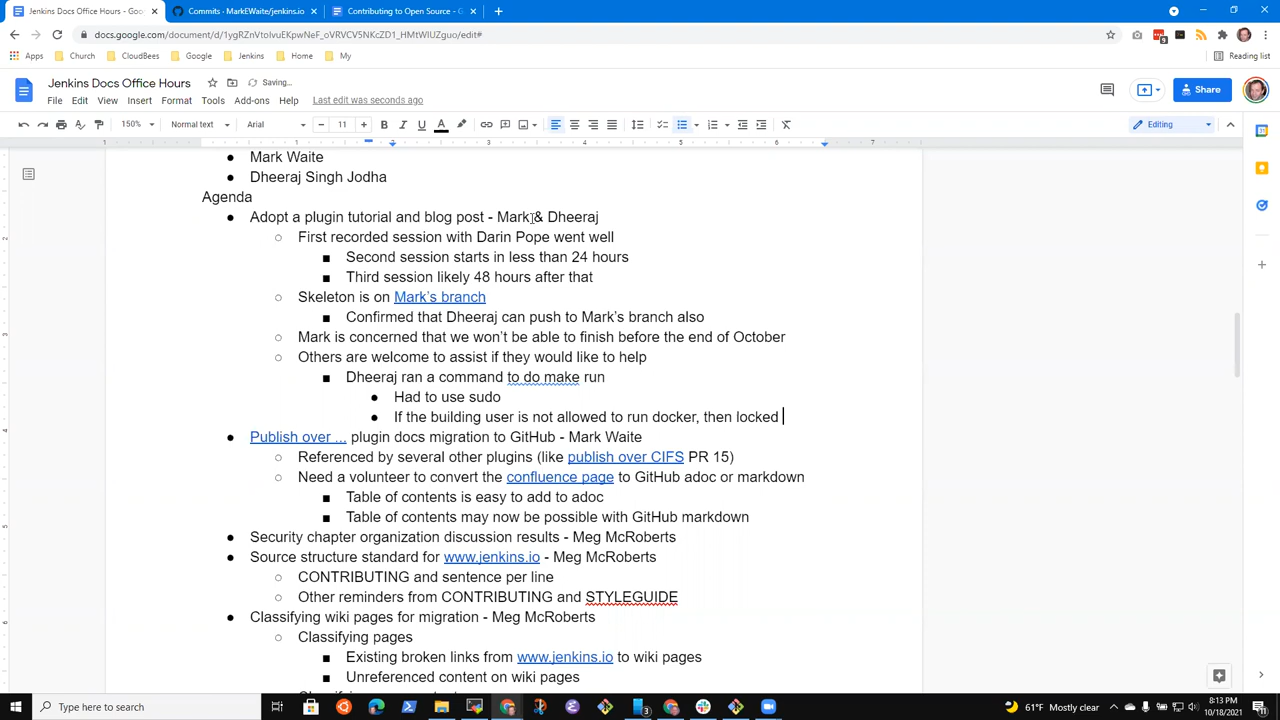 Jenkins Docs Office Hours - Goo
Commits · MarkEWaite/jenkins.io
Contributing to Open Source - G
docs.google.com/document/d/1ygRZnVtoIvuEKpwNeF_oVRVCV5NKcZD1_HMtWIUZguo/edit#
Apps Church CloudBees Google Jenkins Home My Reading list
Jenkins Docs Office Hours Saving...
File Edit View Insert Format Tools Add-ons Help Last edit was seconds ago
Share
150% Normal text Arial 11 Editing
Mark Waite
Dheeraj Singh Jodha
Agenda
Adopt a plugin tutorial and blog post - Mark & Dheeraj
First recorded session with Darin Pope went well
Second session starts in less than 24 hours
Third session likely 48 hours after that
Skeleton is on Mark's branch
Confirmed that Dheeraj can push to Mark's branch also
Mark is concerned that we won't be able to finish before the end of October
Others are welcome to assist if they would like to help
Dheeraj ran a command to do make run
Had to use sudo
If the building user is not allowed to run docker, then locked
Publish over ... plugin docs migration to GitHub - Mark Waite
Referenced by several other plugins (like publish over CIFS PR 15)
Need a volunteer to convert the confluence page to GitHub adoc or markdown
Table of contents is easy to add to adoc
Table of contents may now be possible with GitHub markdown
Security chapter organization discussion results - Meg McRoberts
Source structure standard for www.jenkins.io - Meg McRoberts
CONTRIBUTING and sentence per line
Other reminders from CONTRIBUTING and STYLEGUIDE
Classifying wiki pages for migration - Meg McRoberts
Classifying pages
Existing broken links from www.jenkins.io to wiki pages
Unreferenced content on wiki pages
Type here to search
61°F Mostly clear
8:13 PM
10/18/2021